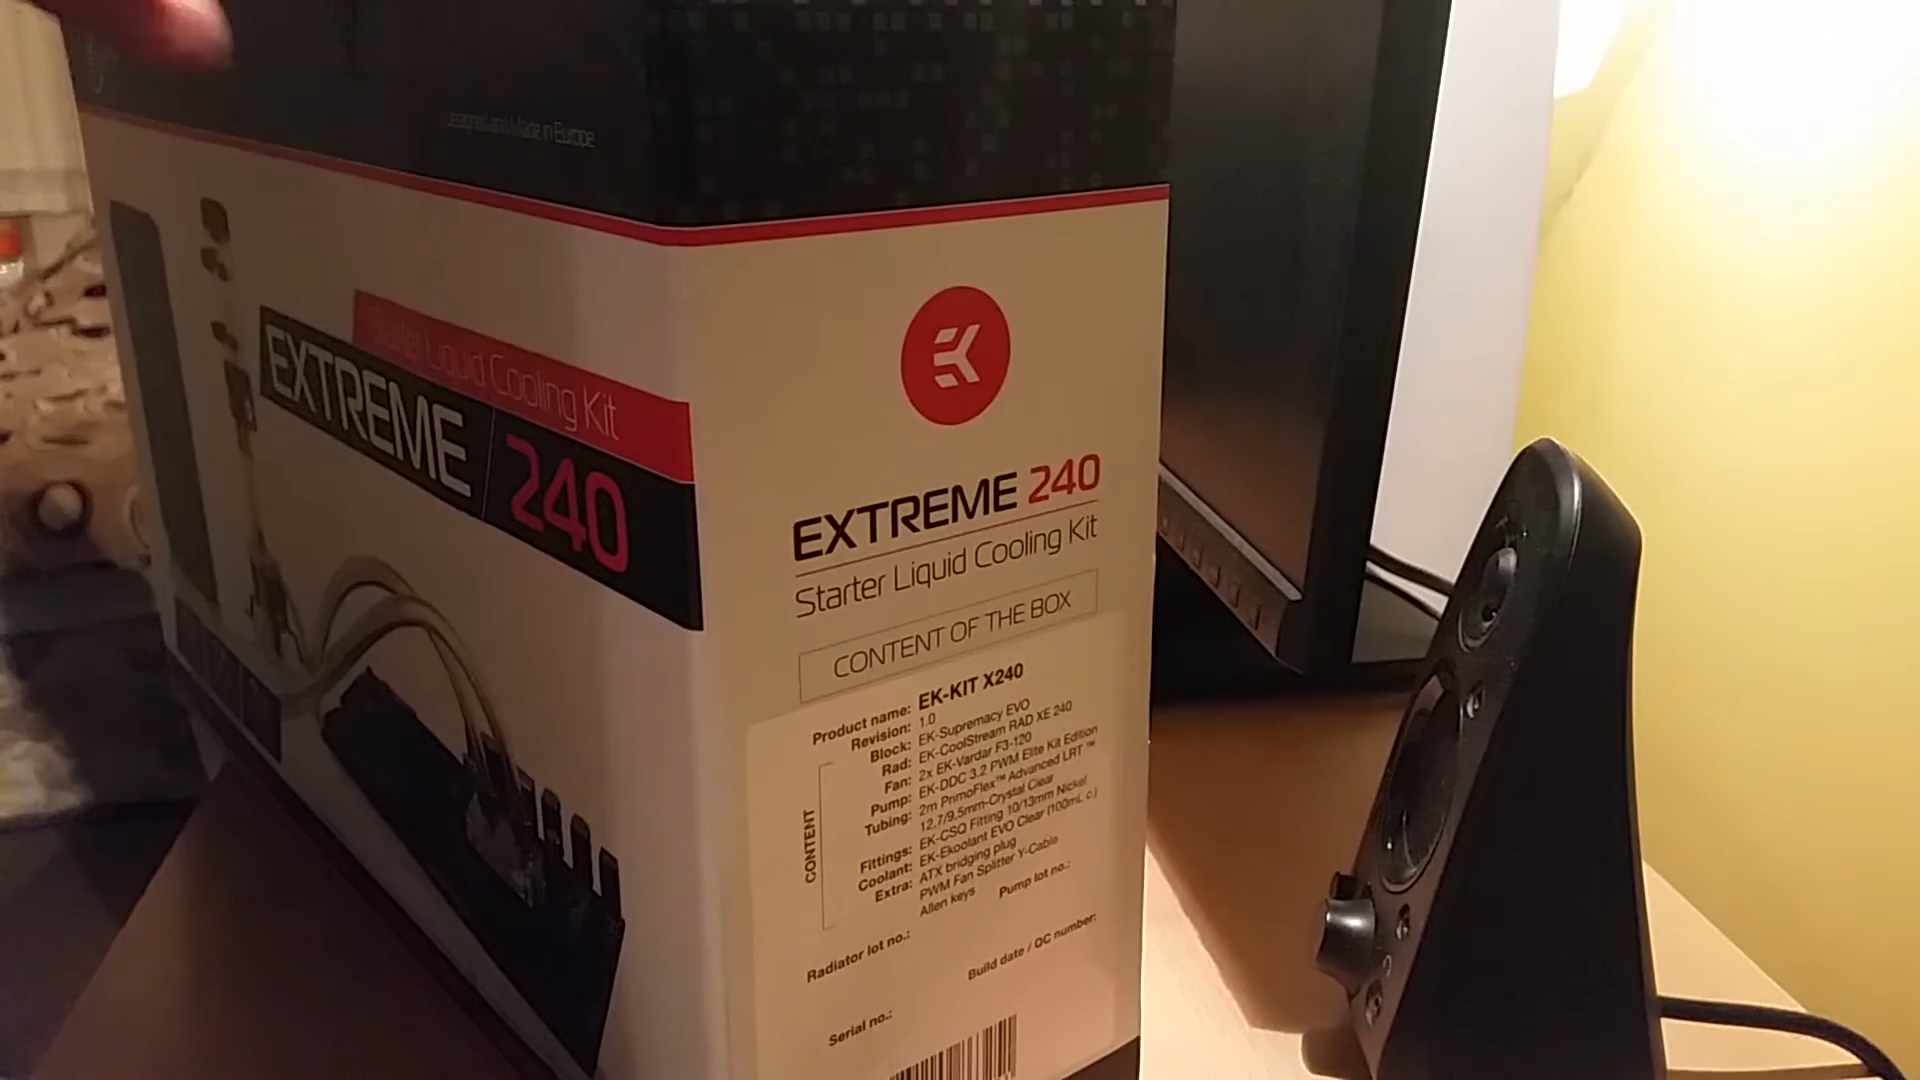 Designed and Made in Europe
Starter Liquid Cooling Kit
EXTREME 240
EK
EXTREME 240
Starter Liquid Cooling Kit
CONTENT OF THE BOX
Product name: EK-KIT X240
Revision: 1.0
Block: EK-Supremacy EVO
Rad: EK-CoolStream RAD XE 240
Fan: 2x EK-Vardar F3-120
Pump: EK-DDC 3.2 PWM Elite Kit Edition
Tubing: 2m PrimoFlex™ Advanced LRT™
12,7/9,5mm-Crystal Clear
Fittings: EK-CSQ Fitting 10/13mm Nickel
Coolant: EK-Ekoolant EVO Clear (100mL c.)
Extra: ATX bridging plug
PWM Fan Splitter Y-Cable
Allen keys
CONTENT
Pump lot no.:
Radiator lot no.:
Build date / QC number:
Serial no.: